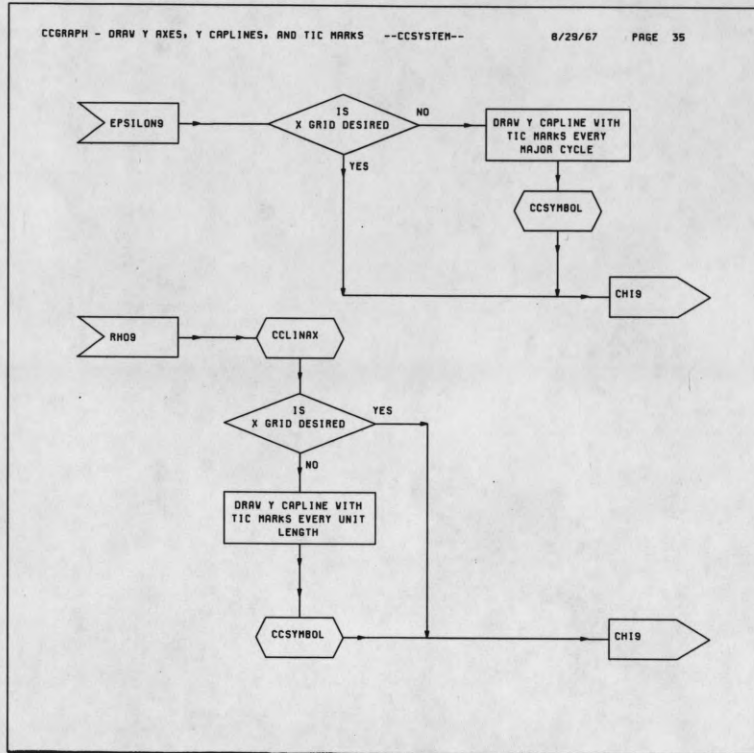 CCGRAPH - DRAW Y AXES, Y CAPLINES, AND TIC MARKS --CCSYSTEM-- 8/29/67 PAGE 35
EPSILON9
IS
X GRID DESIRED
NO
YES
DRAW Y CAPLINE WITH
TIC MARKS EVERY
MAJOR CYCLE
CCSYMBOL
CHI9
RHO9
CCLINAX
IS
X GRID DESIRED
YES
NO
DRAW Y CAPLINE WITH
TIC MARKS EVERY UNIT
LENGTH
CCSYMBOL
CHI9